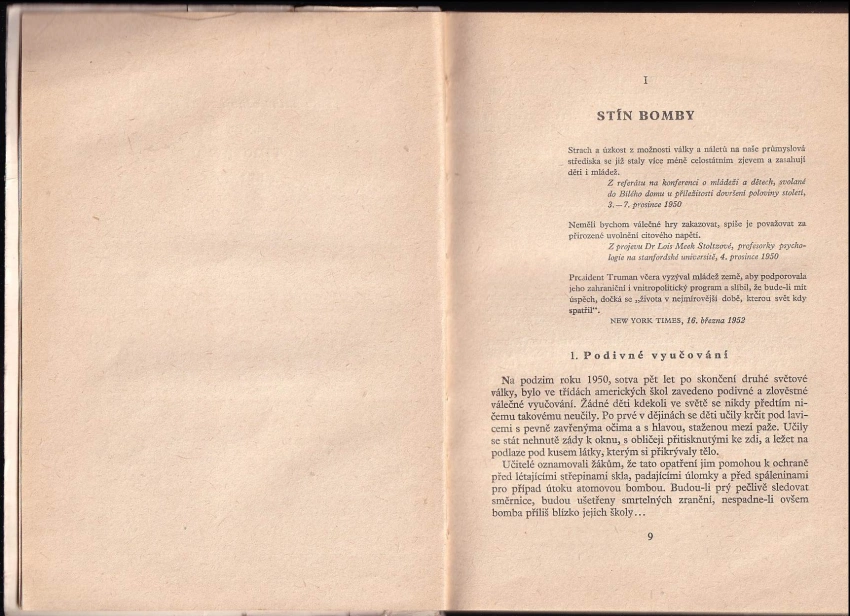 I
STÍN BOMBY
Strach a úzkost z možnosti války a náletů na naše průmyslová
střediska se již staly více méně celostátním zjevem a zasahují
děti i mládež.
Z referátu na konferenci o mládeži a dětech, svolané
do Bílého domu u příležitosti dovršení poloviny století,
3.—7. prosince 1950
Neměli bychom válečné hry zakazovat, spíše je považovat za
přirozené uvolnění citového napětí.
Z projevu Dr Lois Meek Stoltzové, profesorky psycho-
logie na stanfordské universitě, 4. prosince 1950
President Truman včera vyzýval mládež země, aby podporovala
jeho zahraniční i vnitropolitický program a slíbil, že bude-li mít
úspěch, dočká se „života v nejmírovější době, kterou svět kdy
spatřil“.
NEW YORK TIMES, 16. března 1952
1. Podivné vyučování
Na podzim roku 1950, sotva pět let po skončení druhé světové
války, bylo ve třídách amerických škol zavedeno podivné a zlověstné
válečné vyučování. Žádné děti kdekoli ve světě se nikdy předtím ni-
čemu takovému neučily. Po prvé v dějinách se děti učily krčit pod lavi-
cemi s pevně zavřenýma očima a s hlavou, staženou mezi paže. Učily
se stát nehnutě zády k oknu, s obličeji přitisknutými ke zdi, a ležet na
podlaze pod kusem látky, kterým si přikrývaly tělo.
Učitelé oznamovali žákům, že tato opatření jim pomohou k ochraně
před létajícími střepinami skla, padajícími úlomky a před spáleninami
pro případ útoku atomovou bombou. Budou-li prý pečlivě sledovat
směrnice, budou ušetřeny smrtelných zranění, nespadne-li ovšem
bomba příliš blízko jejich školy...
9